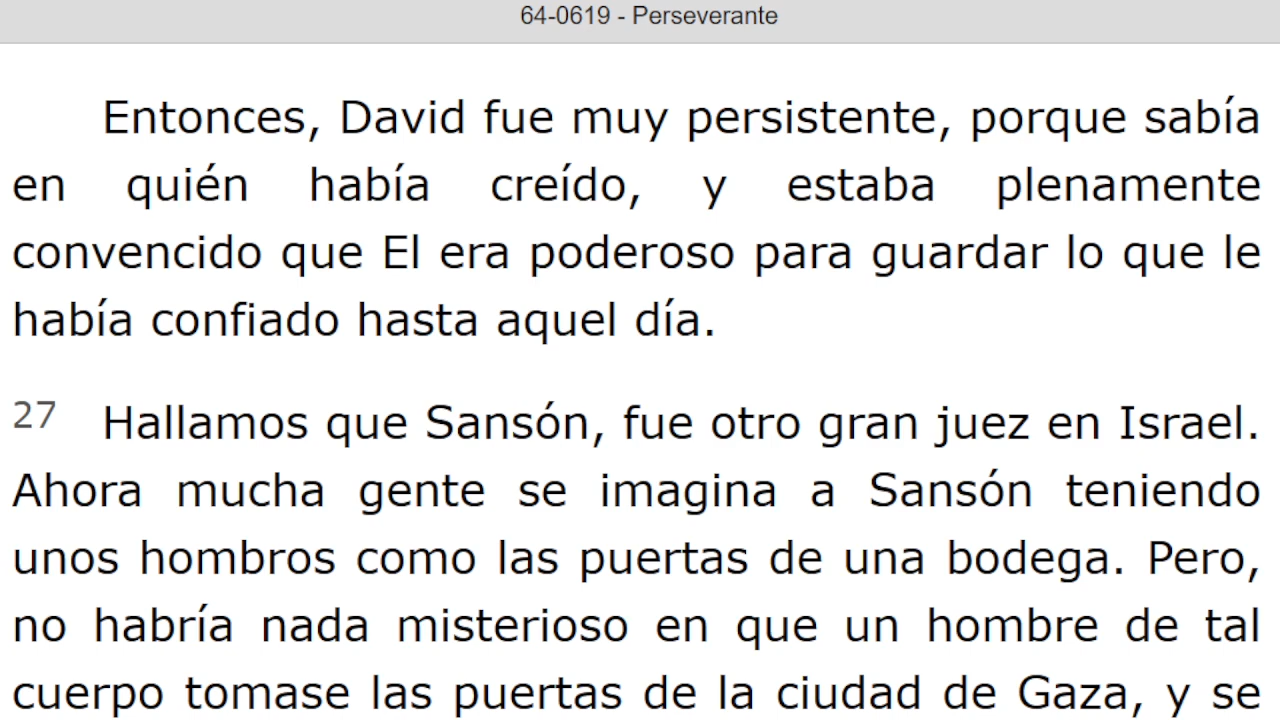 64-0619 - Perseverante
Entonces, David fue muy persistente, porque sabía
en quién había creído, y estaba plenamente
convencido que El era poderoso para guardar lo que le
había confiado hasta aquel día.
27 Hallamos que Sansón, fue otro gran juez en Israel.
Ahora mucha gente se imagina a Sansón teniendo
unos hombros como las puertas de una bodega. Pero,
no habría nada misterioso en que un hombre de tal
cuerpo tomase las puertas de la ciudad de Gaza, y se